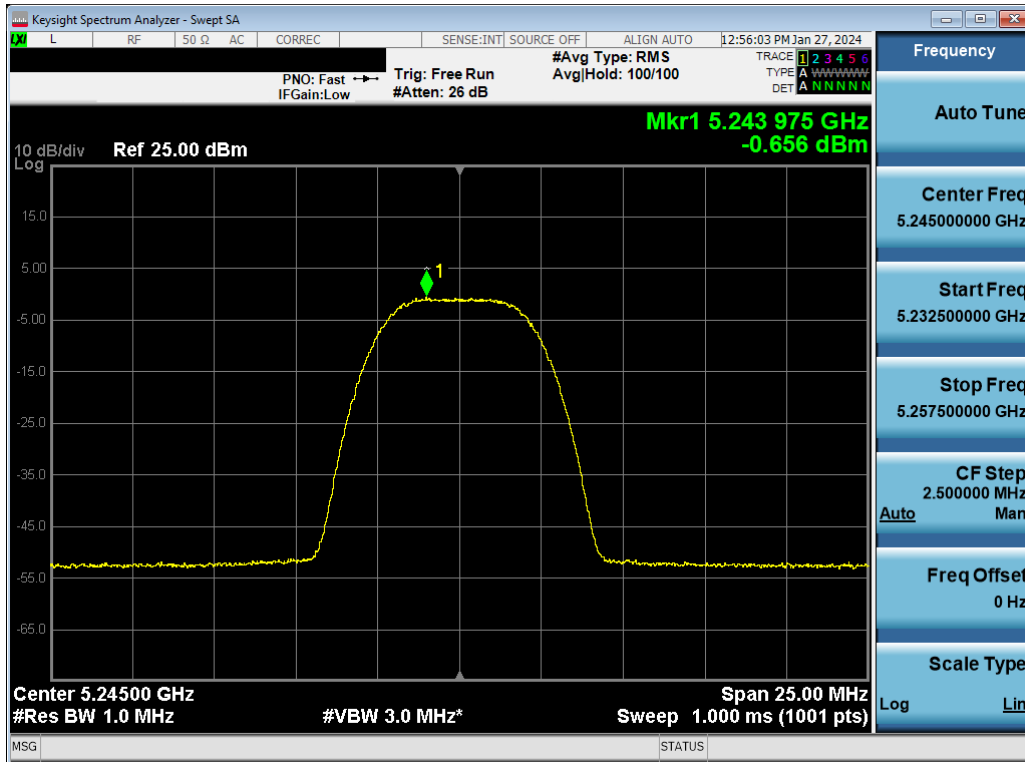 Keysight Spectrum Analyzer - Swept SA
LXI L RF 50 Ω AC CORREC SENSE:INT SOURCE OFF ALIGN AUTO 12:56:03 PM Jan 27, 2024
PNO: Fast
IFGain:Low
Trig: Free Run
#Atten: 26 dB
#Avg Type: RMS
Avg|Hold: 100/100
TRACE 1 2 3 4 5 6
TYPE A WWWWW
DET A N N N N N
Mkr1 5.243 975 GHz
-0.656 dBm
10 dB/div
Log
Ref 25.00 dBm
1
15.0
5.00
-5.00
-15.0
-25.0
-35.0
-45.0
-55.0
-65.0
Center 5.24500 GHz
Span 25.00 MHz
#Res BW 1.0 MHz
#VBW 3.0 MHz*
Sweep 1.000 ms (1001 pts)
MSG
STATUS
Frequency
Auto Tune
Center Freq
5.245000000 GHz
Start Freq
5.232500000 GHz
Stop Freq
5.257500000 GHz
CF Step
2.500000 MHz
Auto Man
Freq Offset
0 Hz
Scale Type
Log Lin